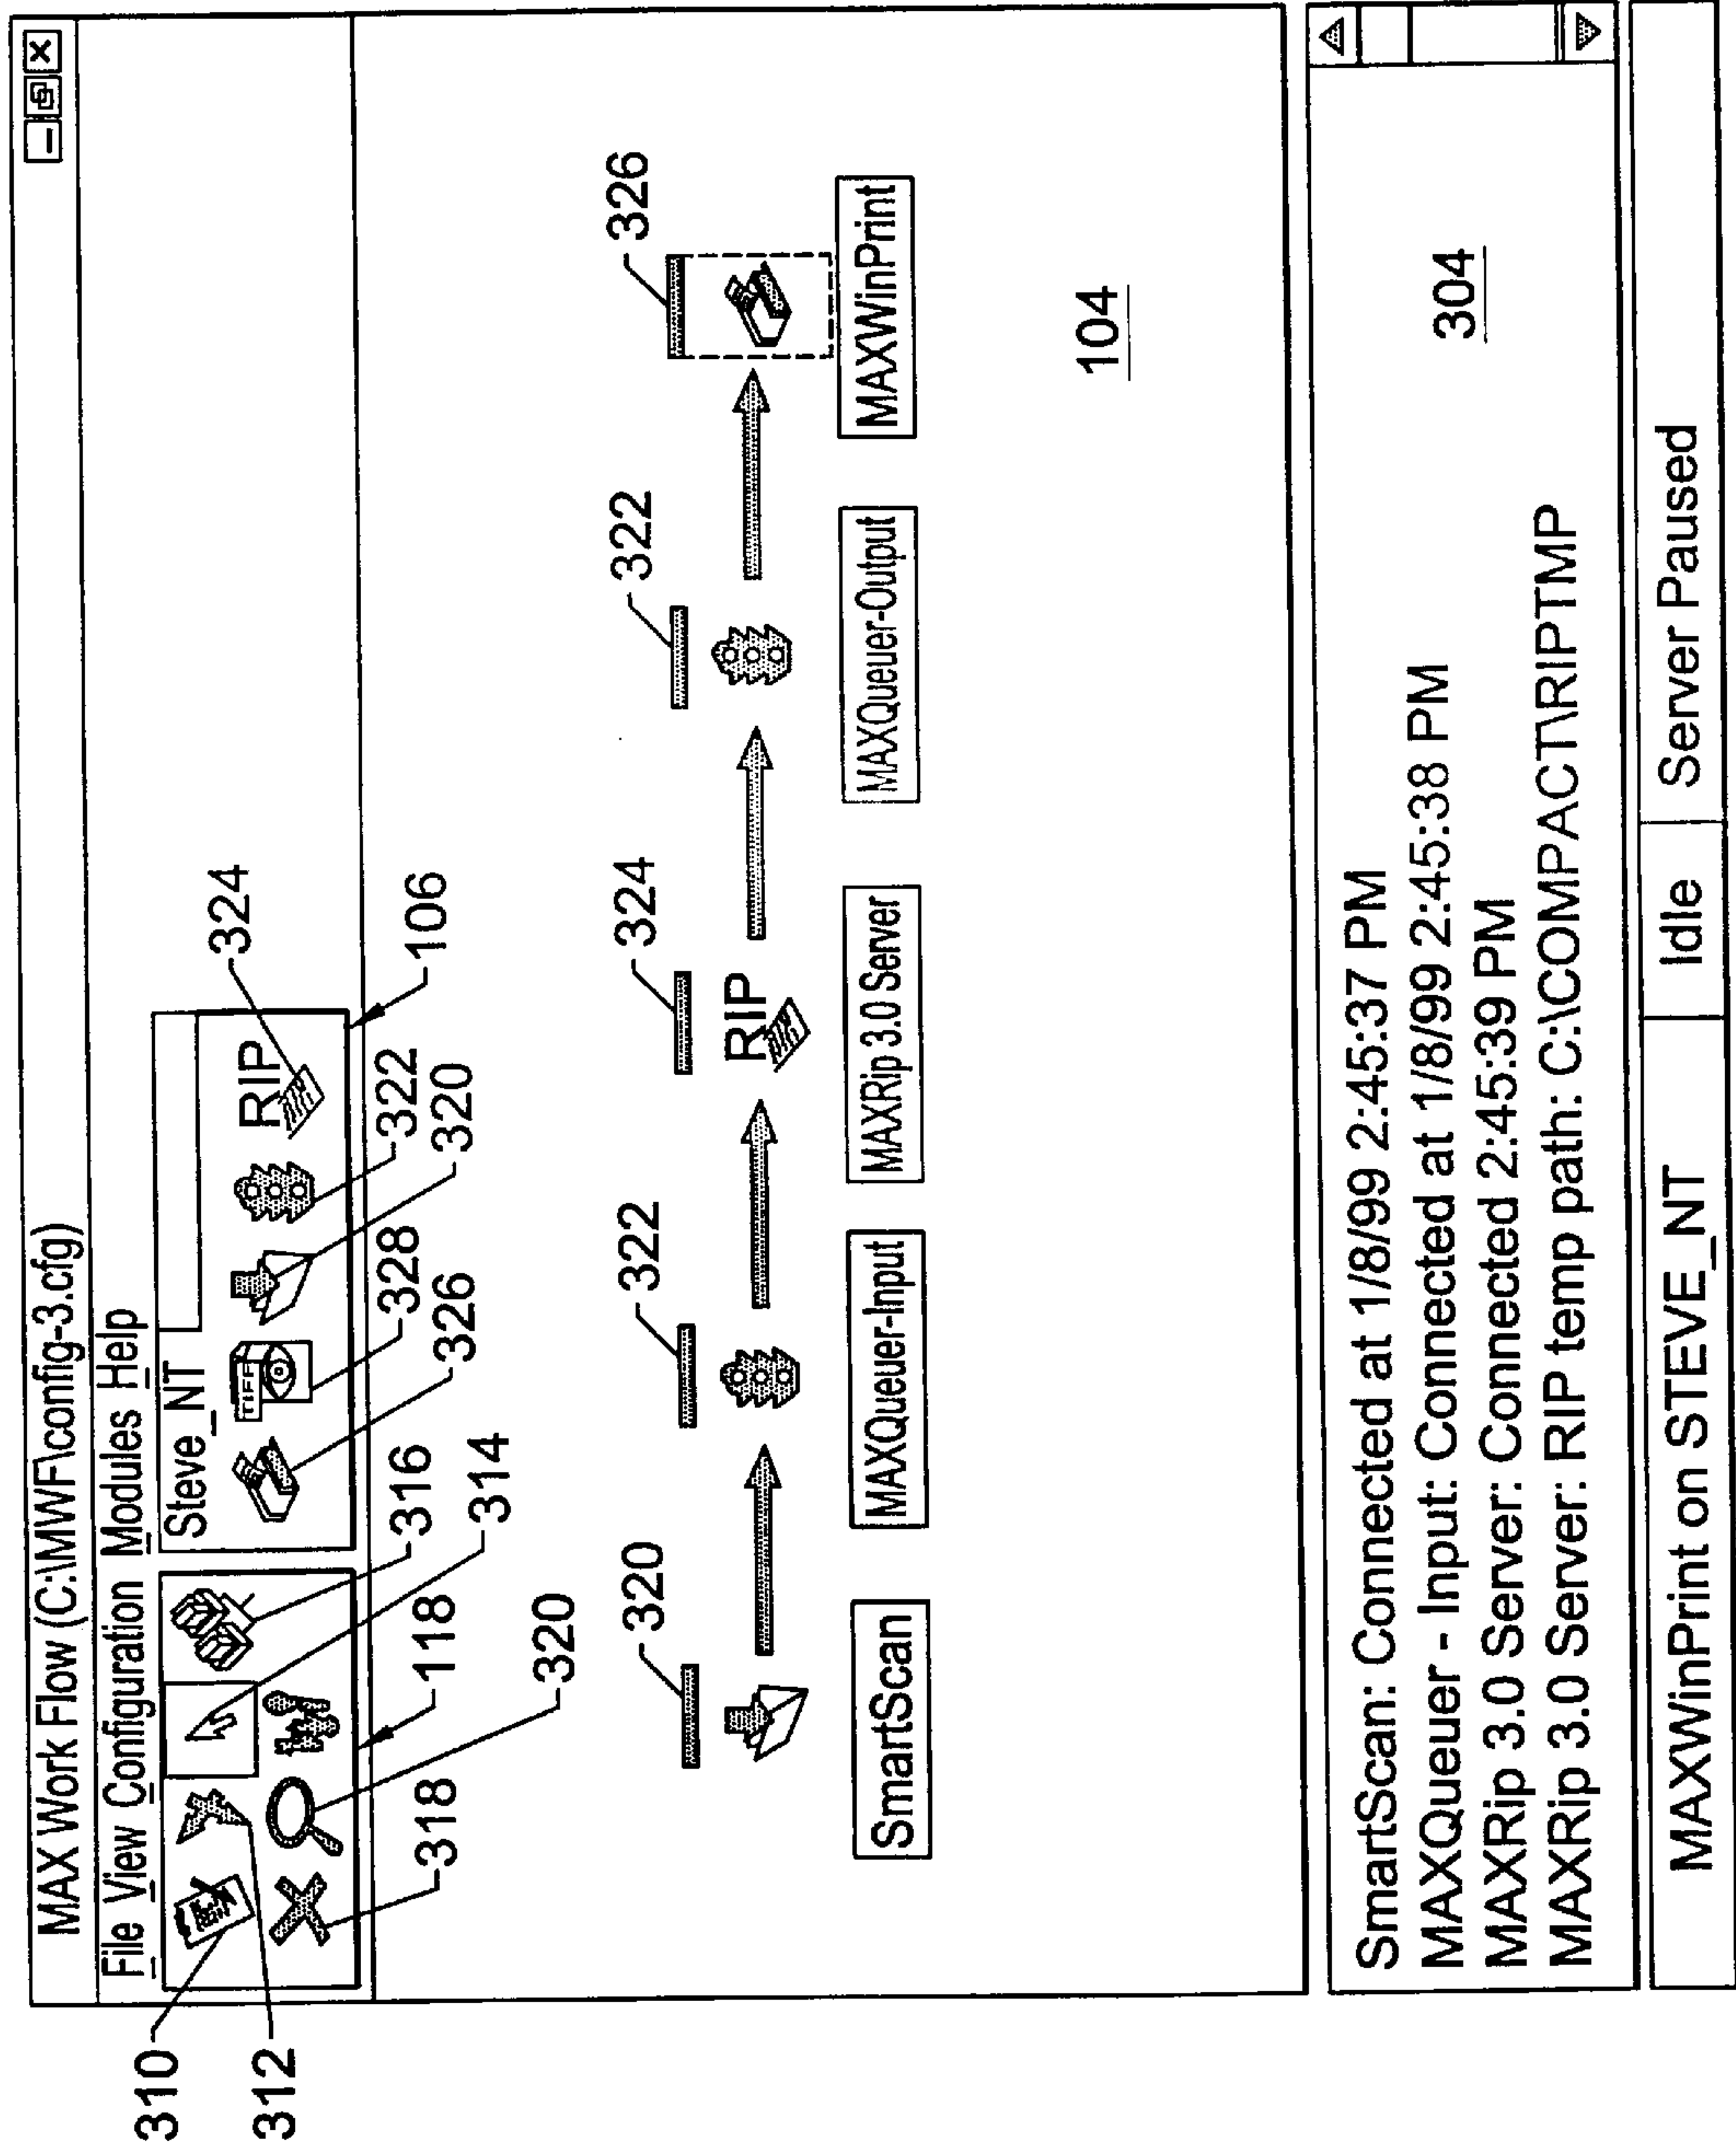 MAX Work Flow (C:\MWF\config-3.cfg)
File View Configuration Modules Help
Steve_NT
TIFF
RIP
324
106
322
320
328
326
316
314
118
320
318
310
312
320
322
324
322
326
RIP
SmartScan
MAXQueuer-Input
MAXRip 3.0 Server
MAXQueuer-Output
MAXWinPrint
104
SmartScan: Connected at 1/8/99 2:45:37 PM
MAXQueuer - Input: Connected at 1/8/99 2:45:38 PM
MAXRip 3.0 Server: Connected 2:45:39 PM
MAXRip 3.0 Server: RIP temp path: C:\COMPACT\RIPTMP
304
MAXWinPrint on STEVE_NT
Idle
Server Paused